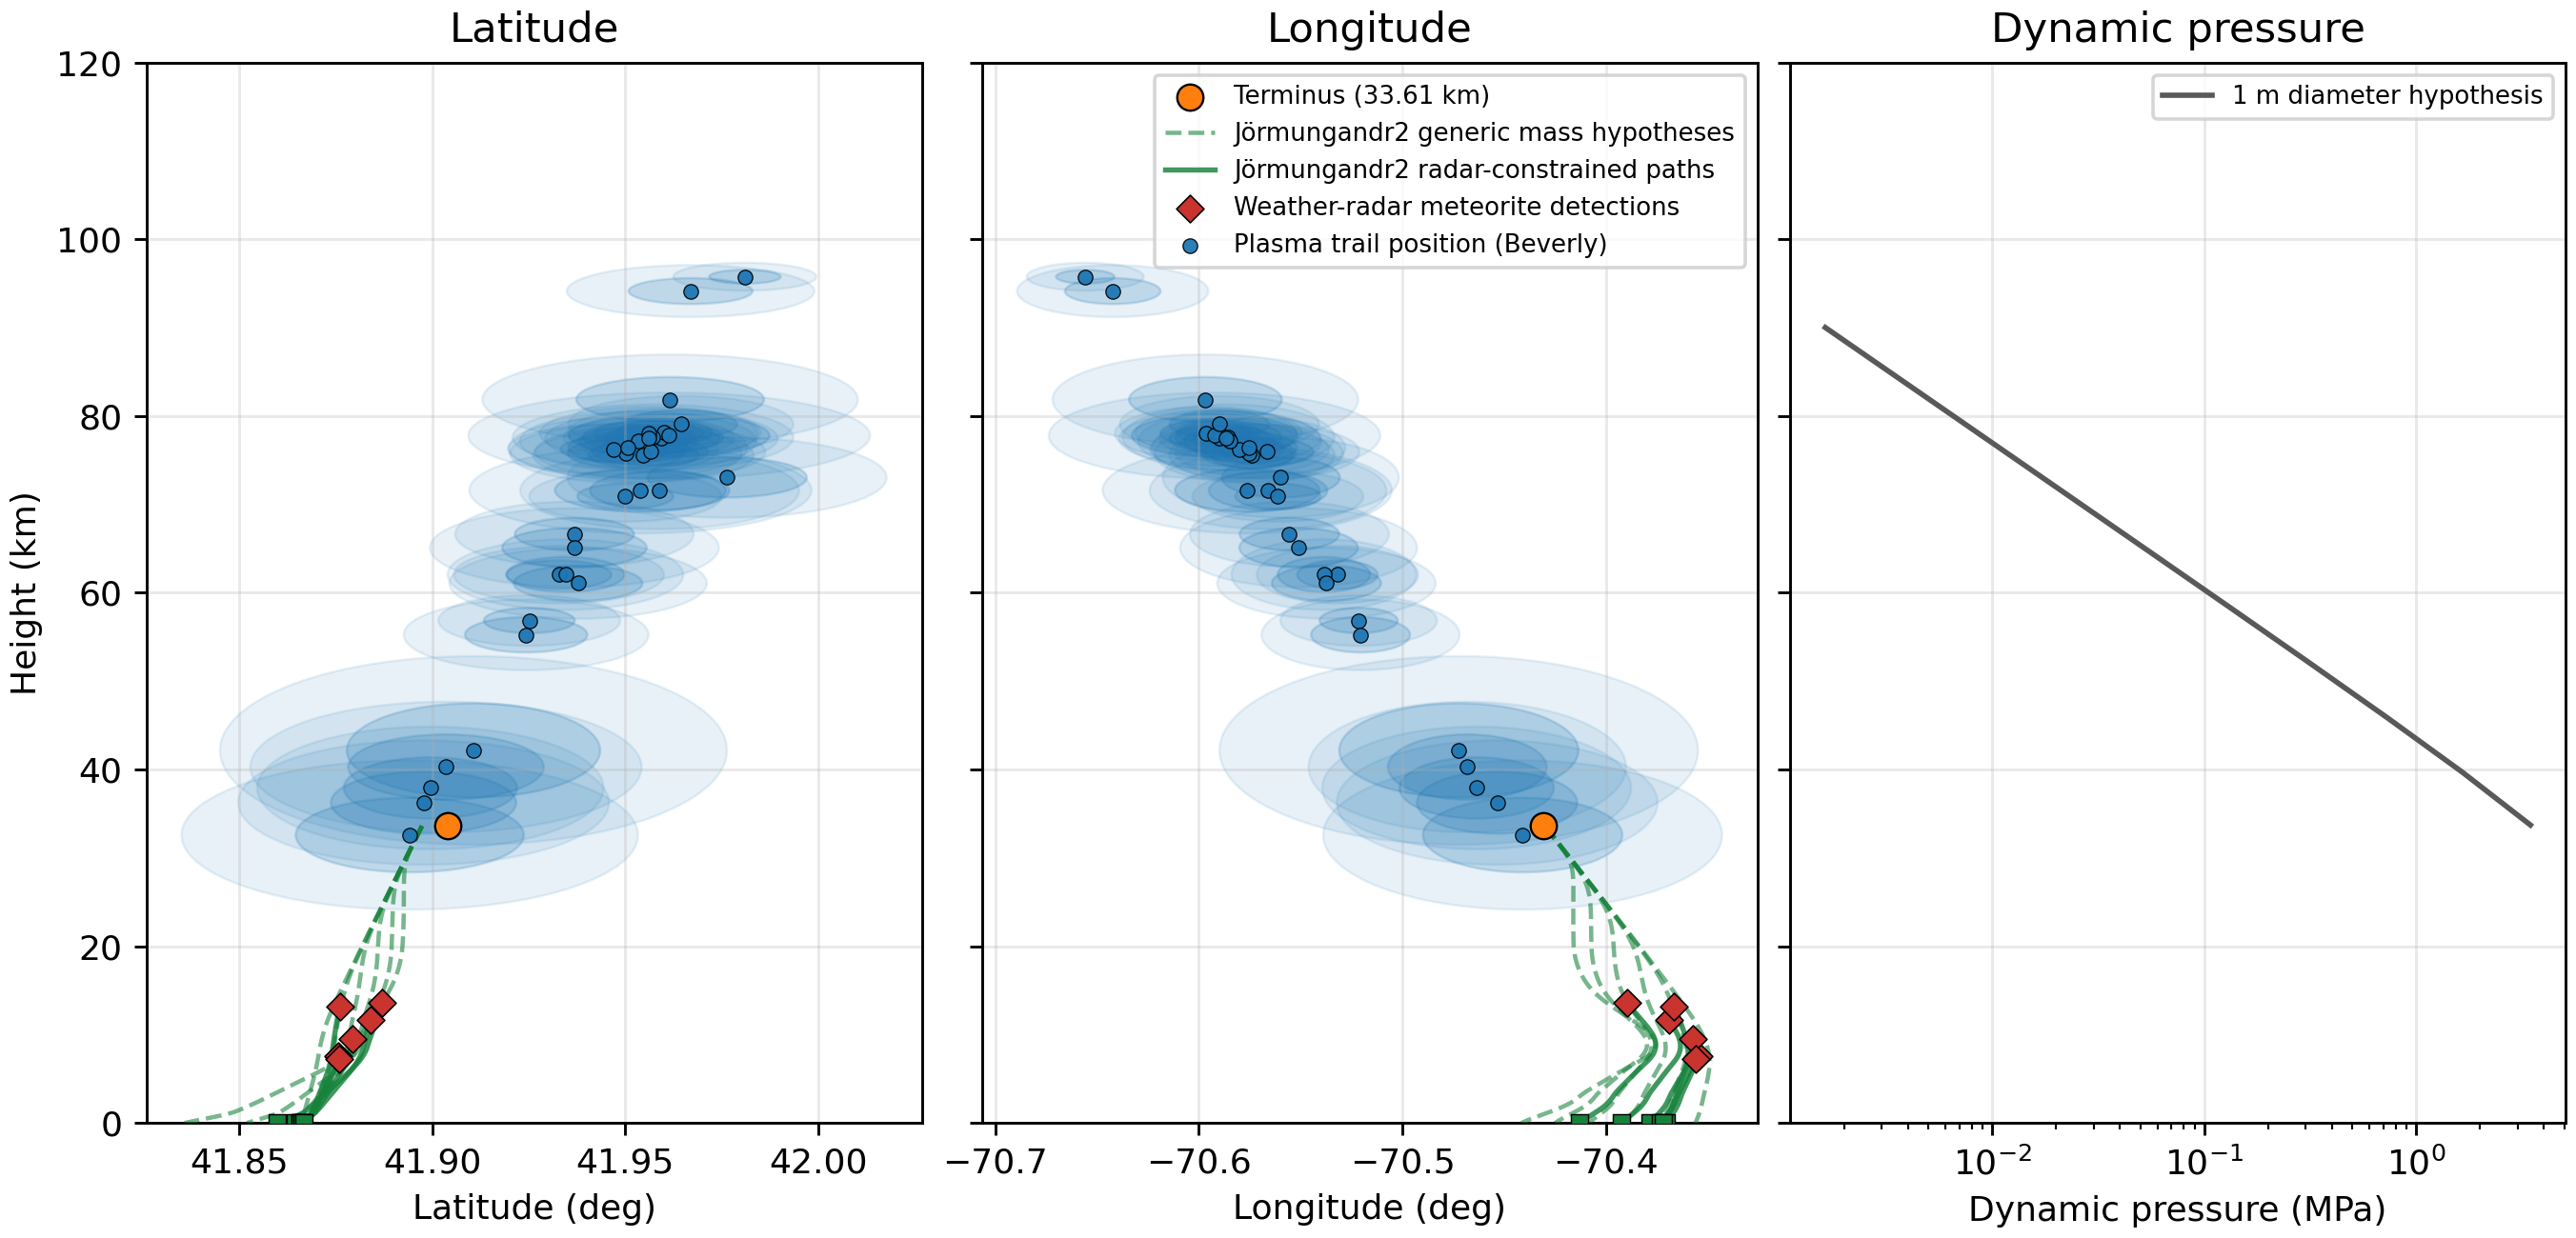 Latitude
Longitude
Dynamic pressure
120
100
80
60
40
20
0
Height (km)
41.85
41.90
41.95
42.00
Latitude (deg)
Terminus (33.61 km)
Jörmungandr2 generic mass hypotheses
Jörmungandr2 radar-constrained paths
Weather-radar meteorite detections
Plasma trail position (Beverly)
−70.7
−70.6
−70.5
−70.4
Longitude (deg)
1 m diameter hypothesis
10⁻²
10⁻¹
10⁰
Dynamic pressure (MPa)